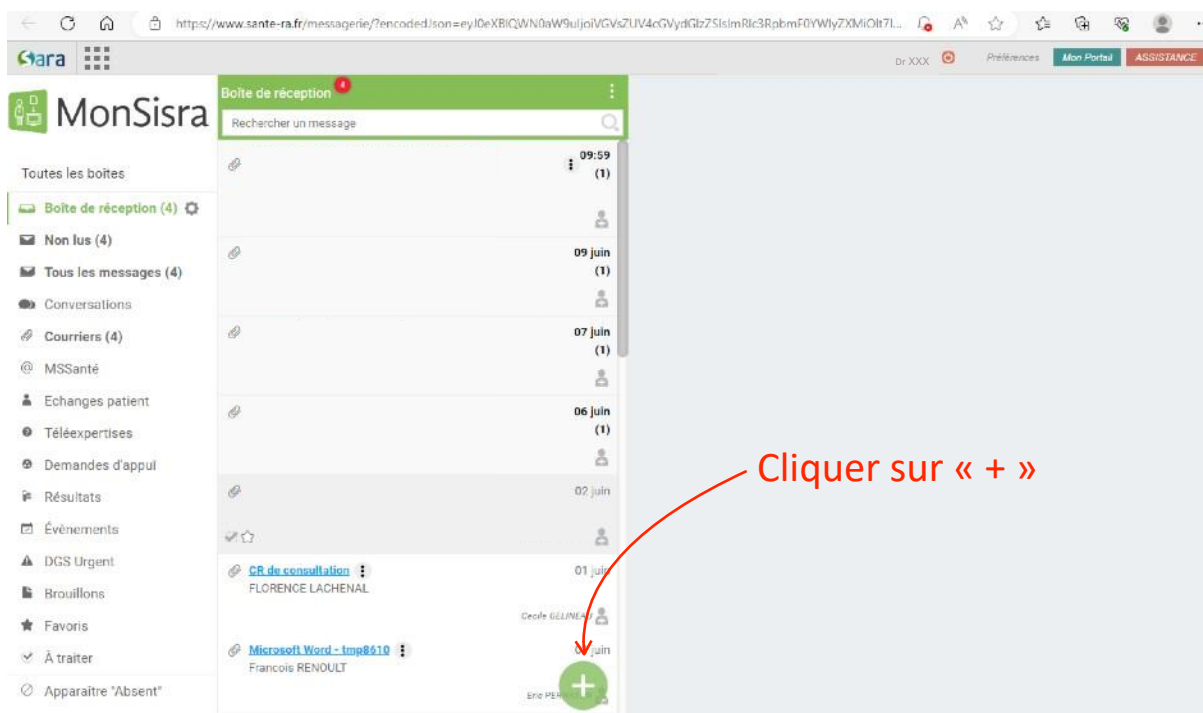 https://www.sante-ra.fr/messagerie/?encodedJson=
Sara
Dr XXX
Préférences
Mon Portail
ASSISTANCE
MonSisra
Boîte de réception 4
Rechercher un message
Toutes les boîtes
Boîte de réception (4)
Non lus (4)
Tous les messages (4)
Conversations
Courriers (4)
MSSanté
Echanges patient
Téléexpertises
Demandes d'appui
Résultats
Évènements
DGS Urgent
Brouillons
Favoris
À traiter
Apparaître "Absent"
09:59
(1)
09 juin
(1)
07 juin
(1)
06 juin
(1)
02 juin
CR de consultation
01 juin
FLORENCE LACHENAL
Cecile GELINEAU
Microsoft Word - tmp8610
juin
Francois RENOULT
Eric
Cliquer sur « + »